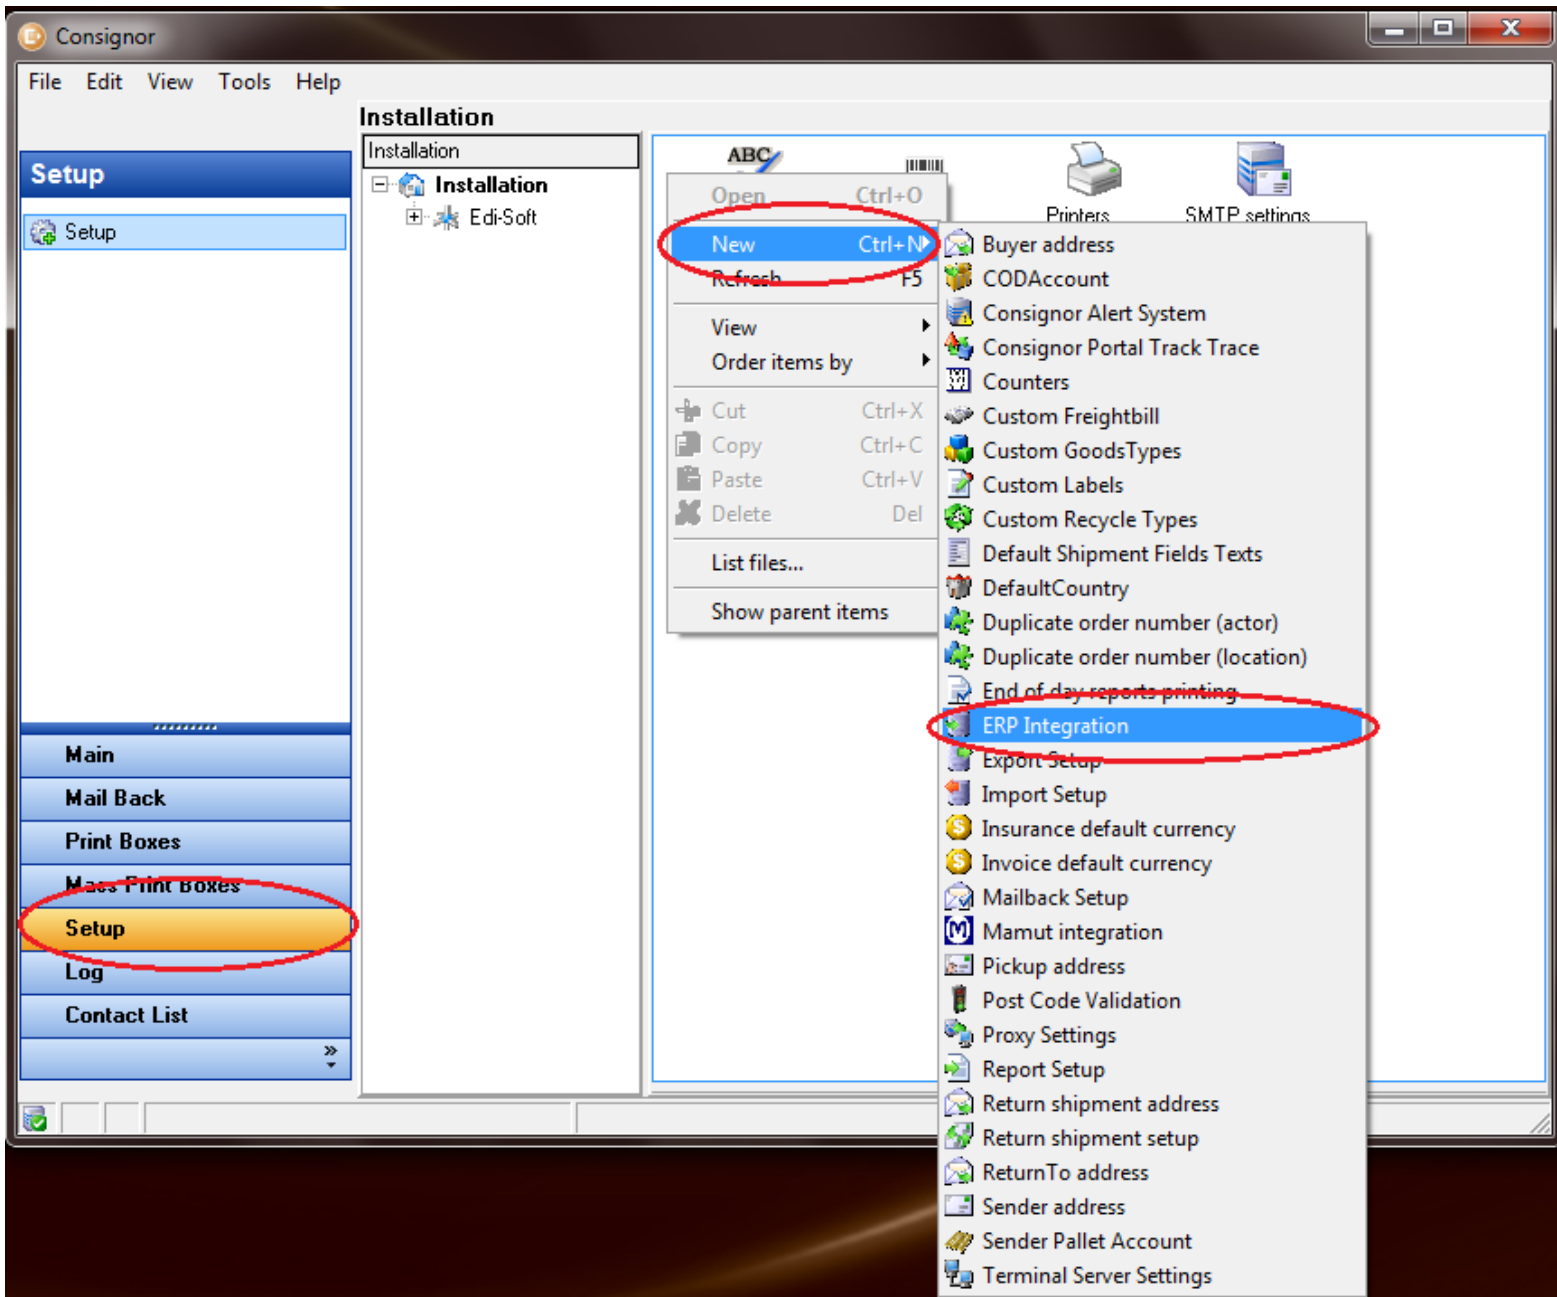 Consignor
File Edit View Tools Help
Installation
Setup
Setup
Main
Mail Back
Print Boxes
Mass Print Boxes
Setup
Log
Contact List
Installation
Installation
Edi-Soft
ABC
Printers
SMTP settings
Open Ctrl+O
New Ctrl+N
Refresh F5
View
Order items by
Cut Ctrl+X
Copy Ctrl+C
Paste Ctrl+V
Delete Del
List files...
Show parent items
Buyer address
CODAccount
Consignor Alert System
Consignor Portal Track Trace
Counters
Custom Freightbill
Custom GoodsTypes
Custom Labels
Custom Recycle Types
Default Shipment Fields Texts
DefaultCountry
Duplicate order number (actor)
Duplicate order number (location)
End of day reports printing
ERP Integration
Export Setup
Import Setup
Insurance default currency
Invoice default currency
Mailback Setup
Mamut integration
Pickup address
Post Code Validation
Proxy Settings
Report Setup
Return shipment address
Return shipment setup
ReturnTo address
Sender address
Sender Pallet Account
Terminal Server Settings